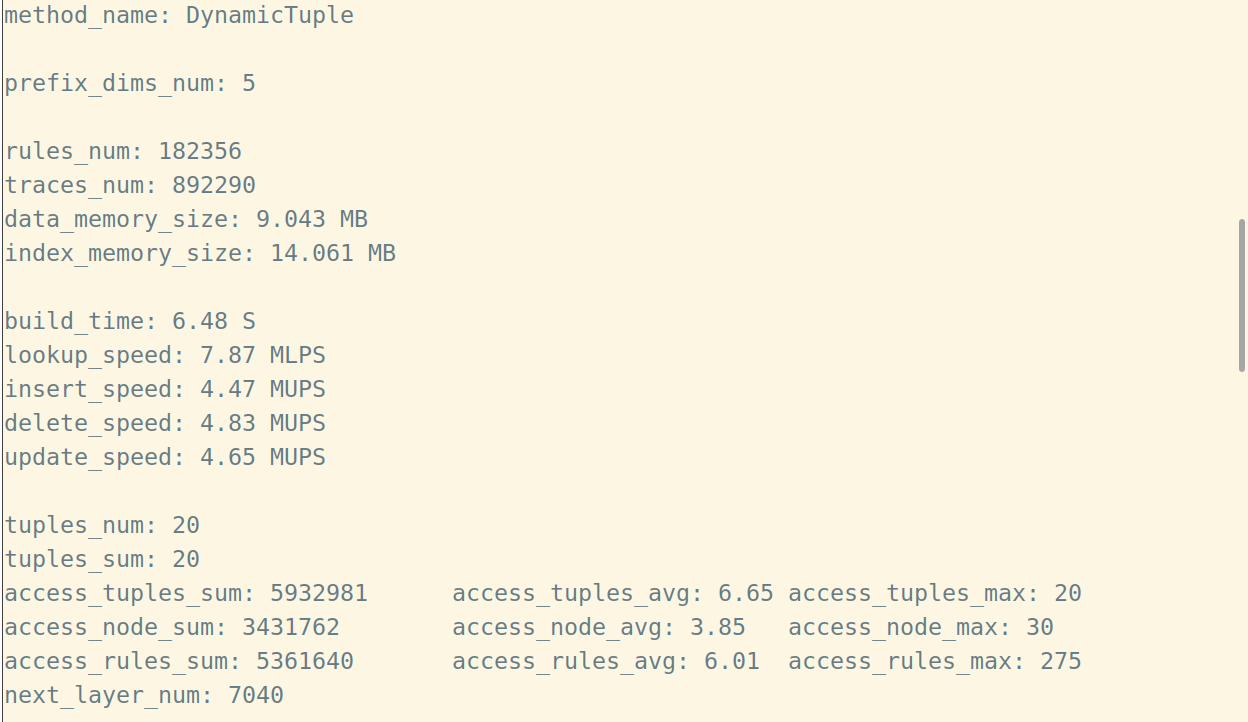 method_name: DynamicTuple
prefix_dims_num: 5
rules_num: 182356
traces_num: 892290
data_memory_size: 9.043 MB
index_memory_size: 14.061 MB
build_time: 6.48 S
lookup_speed: 7.87 MLPS
insert_speed: 4.47 MUPS
delete_speed: 4.83 MUPS
update_speed: 4.65 MUPS
tuples_num: 20
tuples_sum: 20
access_tuples_sum: 5932981 access_tuples_avg: 6.65 access_tuples_max: 20
access_node_sum: 3431762 access_node_avg: 3.85 access_node_max: 30
access_rules_sum: 5361640 access_rules_avg: 6.01 access_rules_max: 275
next_layer_num: 7040